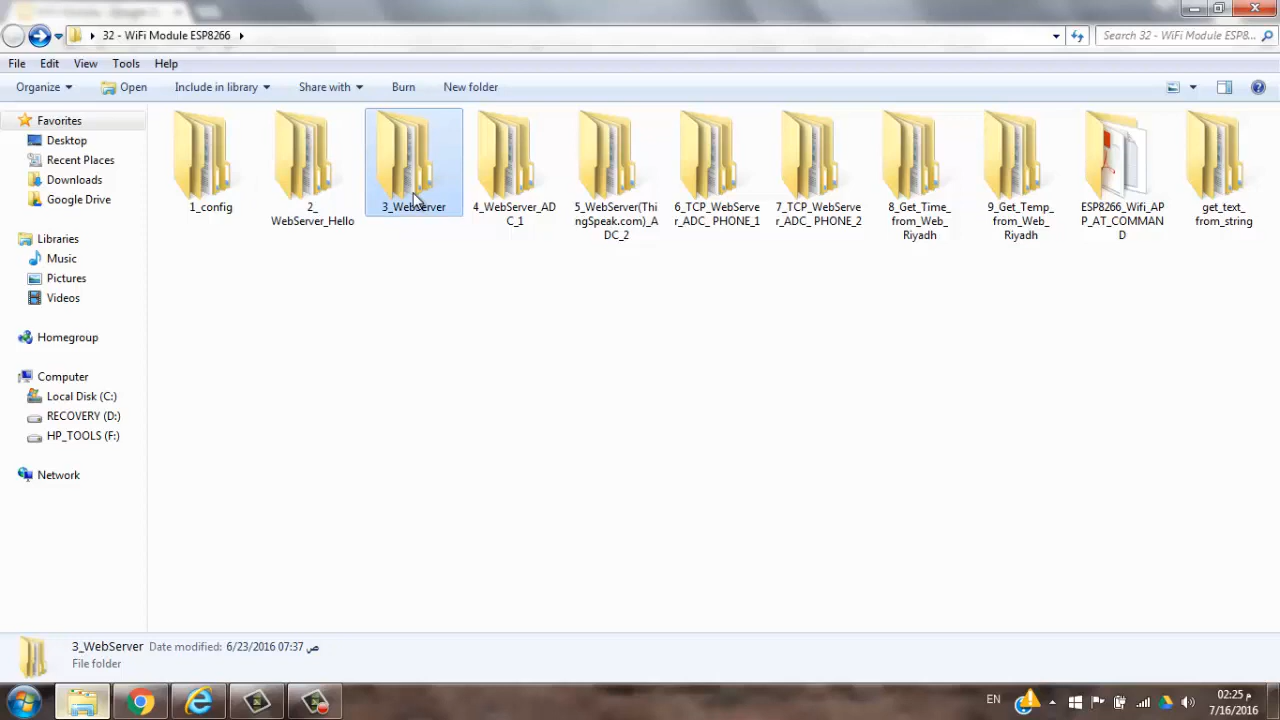 32 - WiFi Module ESP8266
Search 32 - WiFi Module ESP8...
File Edit View Tools Help
Organize Open Include in library Share with Burn New folder
Favorites
Desktop
Recent Places
Downloads
Google Drive
Libraries
Music
Pictures
Videos
Homegroup
Computer
Local Disk (C:)
RECOVERY (D:)
HP_TOOLS (F:)
Network
1_config
2_
WebServer_Hello
3_WebServer
4_WebServer_AD
C_1
5_WebServer(Thi
ngSpeak.com)_A
DC_2
6_TCP_WebServe
r_ADC_ PHONE_1
7_TCP_WebServe
r_ADC_ PHONE_2
8_Get_Time_
from_Web_
Riyadh
9_Get_Temp_
from_Web_
Riyadh
ESP8266_Wifi_AP
P_AT_COMMAN
D
get_text_
from_string
3_WebServer Date modified: 6/23/2016 07:37 ص
File folder
EN
02:25 م
7/16/2016